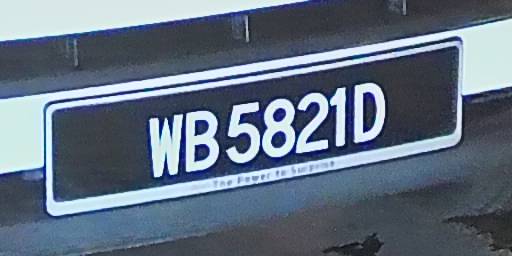 WB5821D
The Power to Surprise